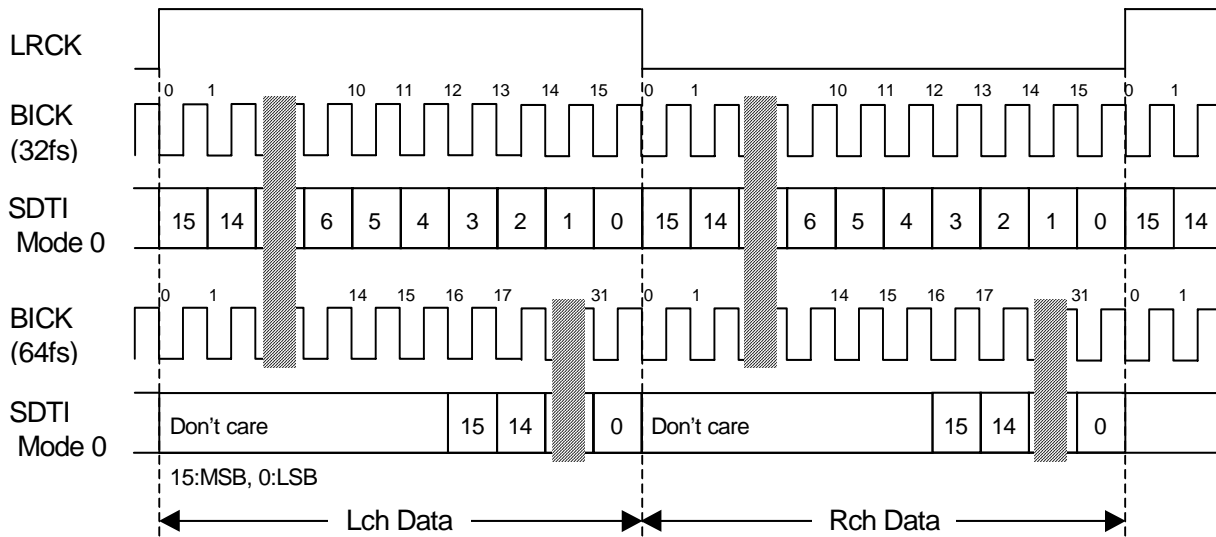 LRCK
0 1 10 11 12 13 14 15 0 1 10 11 12 13 14 15 0 1
BICK
(32fs)
SDTI
Mode 0
15 14 6 5 4 3 2 1 0 15 14 6 5 4 3 2 1 0 15 14
0 1 14 15 16 17 31 0 1 14 15 16 17 31 0 1
BICK
(64fs)
SDTI
Mode 0
Don't care 15 14 0 Don't care 15 14 0
15:MSB, 0:LSB
Lch Data Rch Data